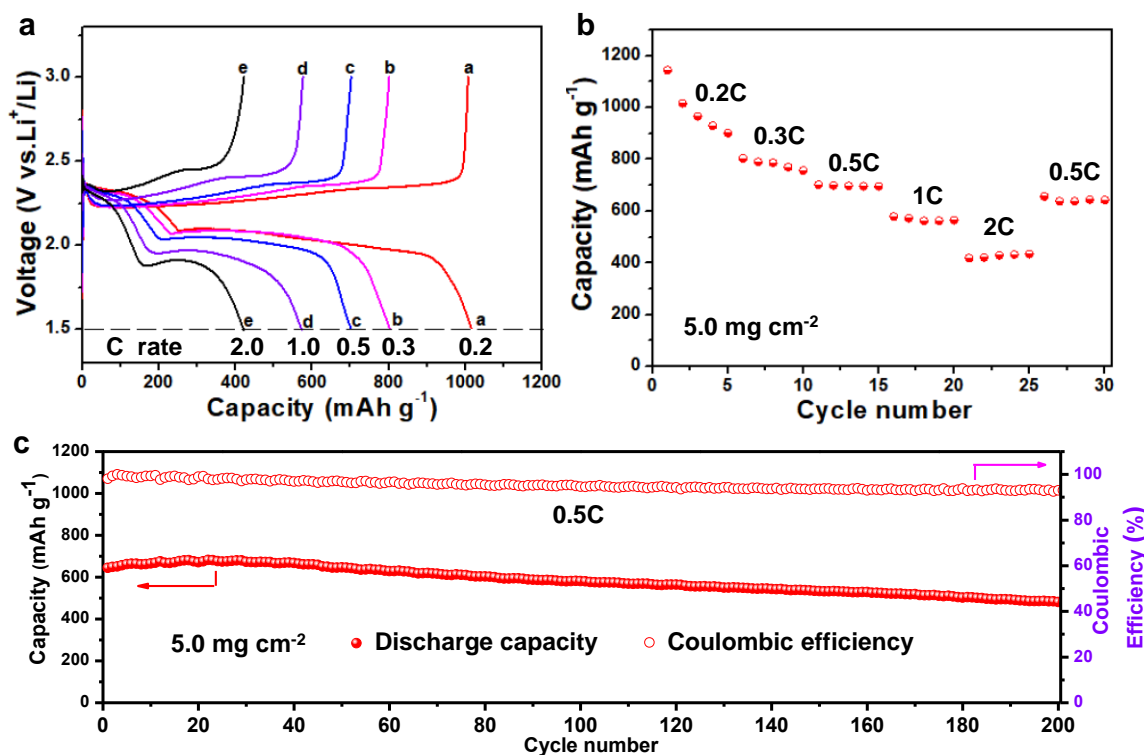 a
3.0
2.5
2.0
1.5
Voltage (V vs.Li+/Li)
e d c b a
e d c b a
C rate 2.0 1.0 0.5 0.3 0.2
0 200 400 600 800 1000 1200
Capacity (mAh g-1)
b
1200
1000
800
600
400
200
0
Capacity (mAh g-1)
0.2C
0.3C
0.5C
1C
2C
0.5C
5.0 mg cm-2
0 5 10 15 20 25 30
Cycle number
c
1200
1000
800
600
400
200
0
Capacity (mAh g-1)
0.5C
5.0 mg cm-2 Discharge capacity Coulombic efficiency
100
80
60
40
20
0
Coulombic
Efficiency (%)
0 20 40 60 80 100 120 140 160 180 200
Cycle number